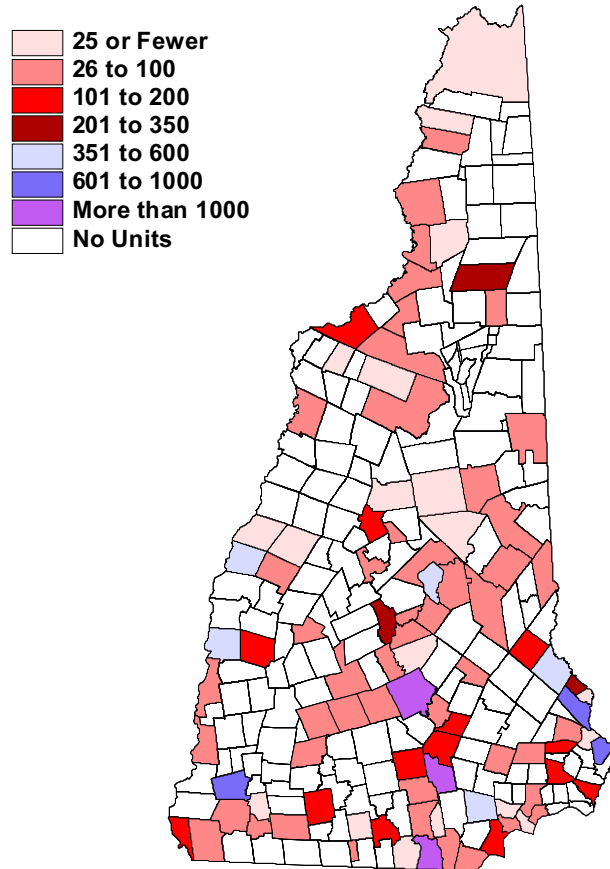 25 or Fewer
26 to 100
101 to 200
201 to 350
351 to 600
601 to 1000
More than 1000
No Units